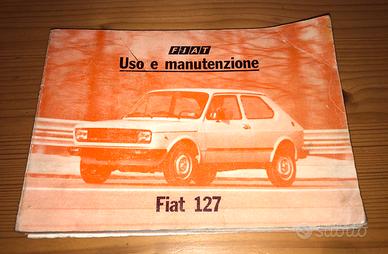 FIAT
Uso e manutenzione
Fiat 127
subito